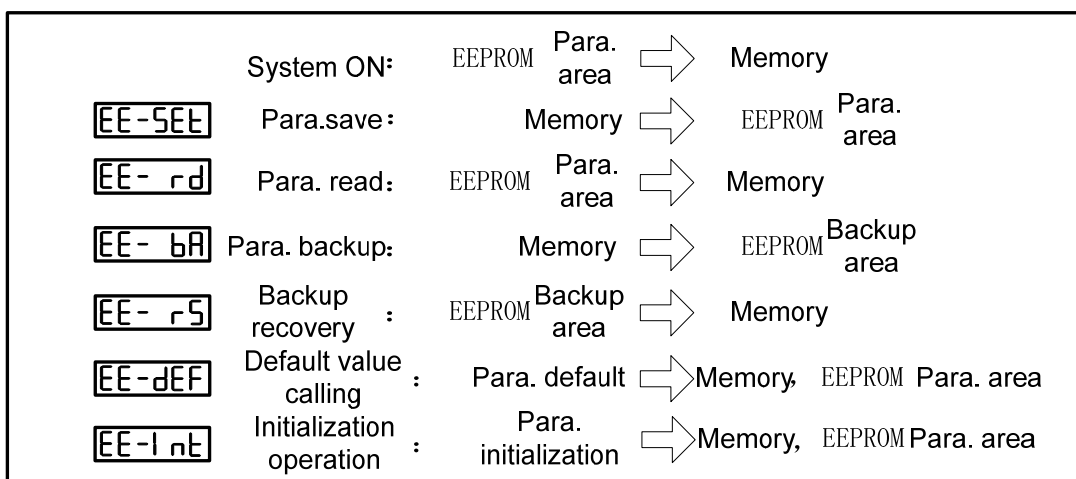 System ON: EEPROM Para. area Memory
EE-SEt Para.save: Memory EEPROM Para. area
EE- rd Para. read: EEPROM Para. area Memory
EE- bA Para. backup: Memory EEPROM Backup area
EE- rS Backup recovery : EEPROM Backup area Memory
EE-dEF Default value calling : Para. default Memory, EEPROM Para. area
EE-Int Initialization operation : Para. initialization Memory, EEPROM Para. area